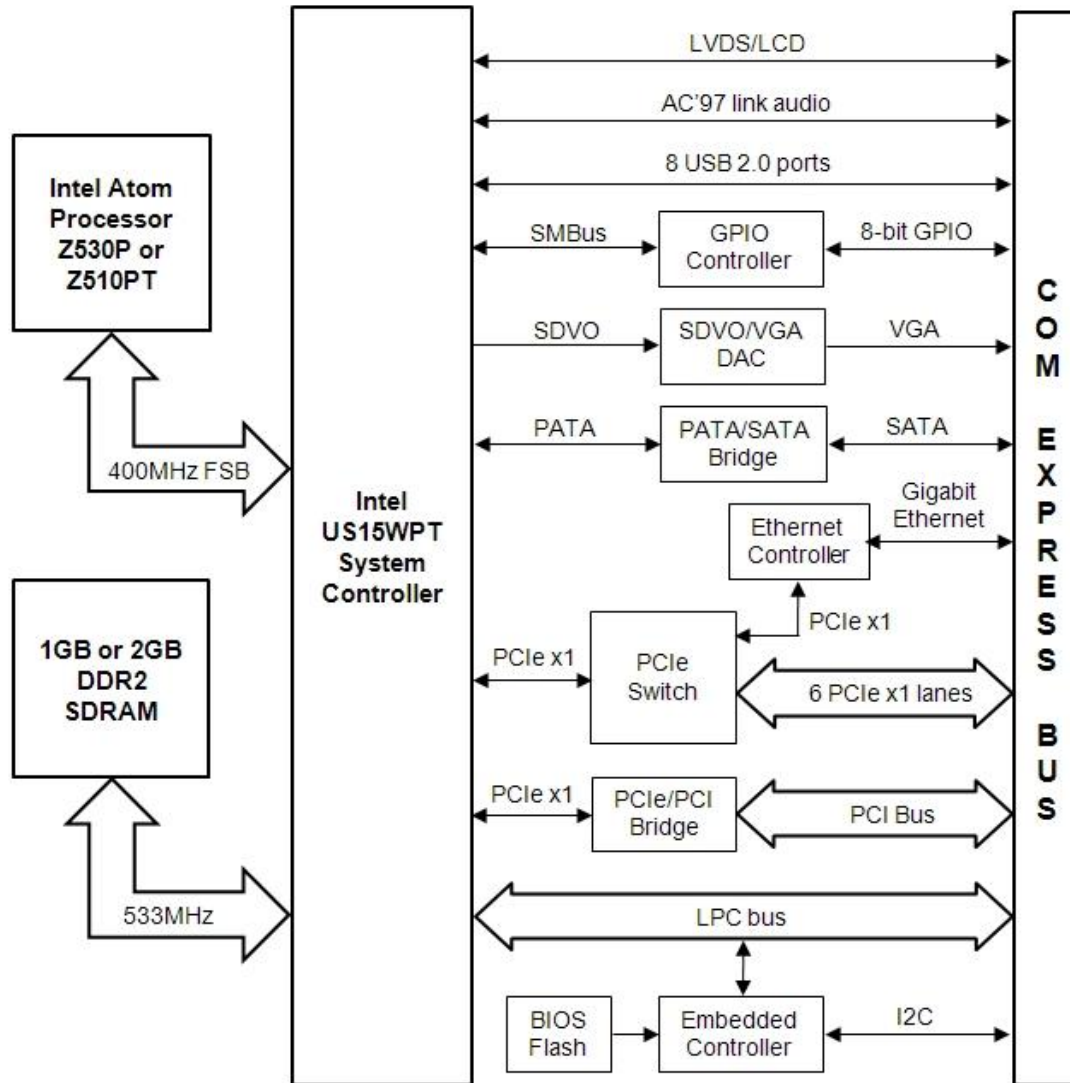 LVDS/LCD
AC'97 link audio
8 USB 2.0 ports
Intel Atom
Processor
Z530P or
Z510PT
SMBus
GPIO
Controller
8-bit GPIO
SDVO
SDVO/VGA
DAC
VGA
400MHz FSB
PATA
PATA/SATA
Bridge
SATA
Intel
US15WPT
System
Controller
Ethernet
Controller
Gigabit
Ethernet
PCIe x1
1GB or 2GB
DDR2
SDRAM
PCIe x1
PCIe
Switch
6 PCIe x1 lanes
PCIe x1
PCIe/PCI
Bridge
PCI Bus
533MHz
LPC bus
BIOS
Flash
Embedded
Controller
I2C
COM EXPRESS BUS